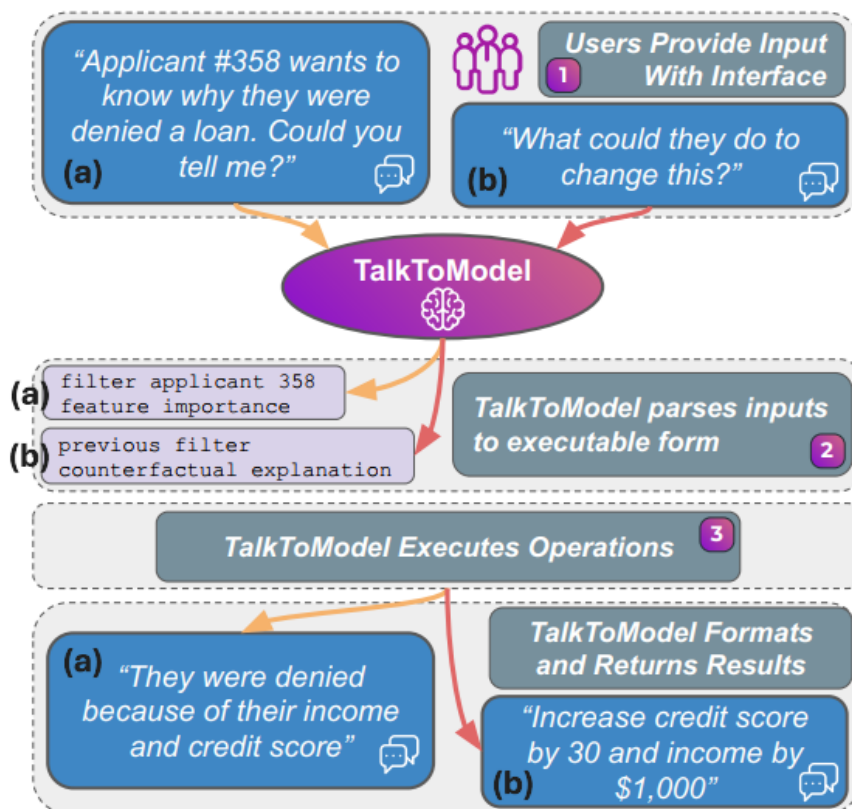 “Applicant #358 wants to
know why they were
denied a loan. Could you
tell me?”
(a)
Users Provide Input
With Interface
1
“What could they do to
change this?”
(b)
TalkToModel
(a)
filter applicant 358
feature importance
(b)
previous filter
counterfactual explanation
TalkToModel parses inputs
to executable form
2
TalkToModel Executes Operations
3
(a)
“They were denied
because of their income
and credit score”
TalkToModel Formats
and Returns Results
“Increase credit score
by 30 and income by
$1,000”
(b)